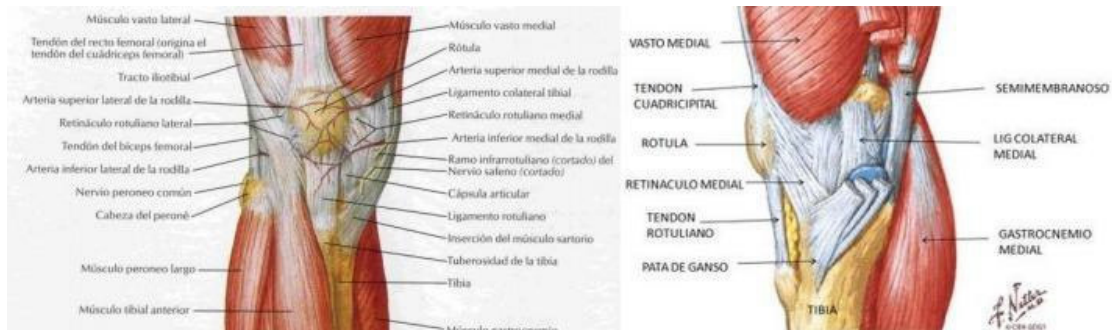 Músculo vasto lateral
Tendón del recto femoral (origina el
tendón del cuádriceps femoral)
Tracto iliotibial
Arteria superior lateral de la rodilla
Retináculo rotuliano lateral
Tendón del bíceps femoral
Arteria inferior lateral de la rodilla
Nervio peroneo común
Cabeza del peroné
Músculo peroneo largo
Músculo tibial anterior
Músculo vasto medial
Rótula
Arteria superior medial de la rodilla
Ligamento colateral tibial
Retináculo rotuliano medial
Arteria inferior medial de la rodilla
Ramo infrarrotuliano (cortado) del
Nervio safeno (cortado)
Cápsula articular
Ligamento rotuliano
Inserción del músculo sartorio
Tuberosidad de la tibia
Tibia
VASTO MEDIAL
TENDON
CUADRICIPITAL
ROTULA
RETINACULO MEDIAL
TENDON
ROTULIANO
PATA DE GANSO
TIBIA
SEMIMEMBRANOSO
LIG COLATERAL
MEDIAL
GASTROCNEMIO
MEDIAL
F. Netter